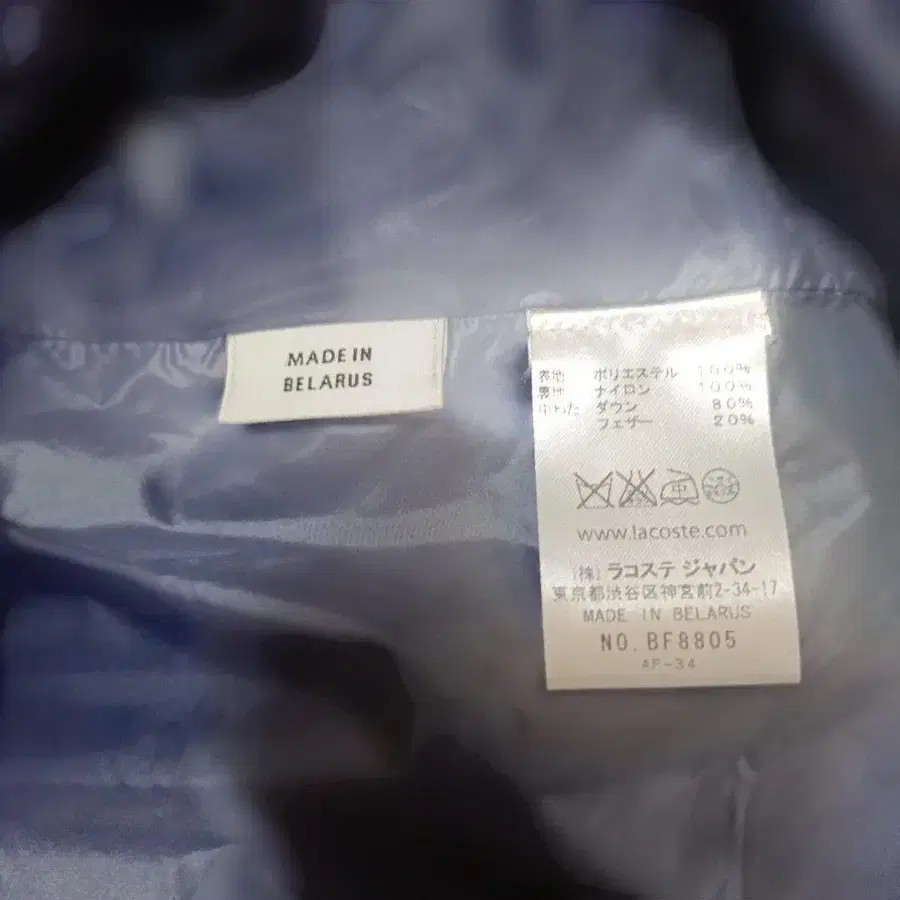 MADE IN
BELARUS
表地 ポリエステル 100%
裏地 ナイロン 100%
中わた ダウン 80%
フェザー 20%
www.lacoste.com
(株) ラコステ ジャパン
東京都渋谷区神宮前2-34-17
MADE IN BELARUS
NO. BF8805
AF-34